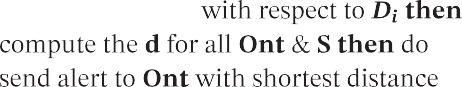 with respect to Di then
compute the d for all Ont & S then do
send alert to Ont with shortest distance